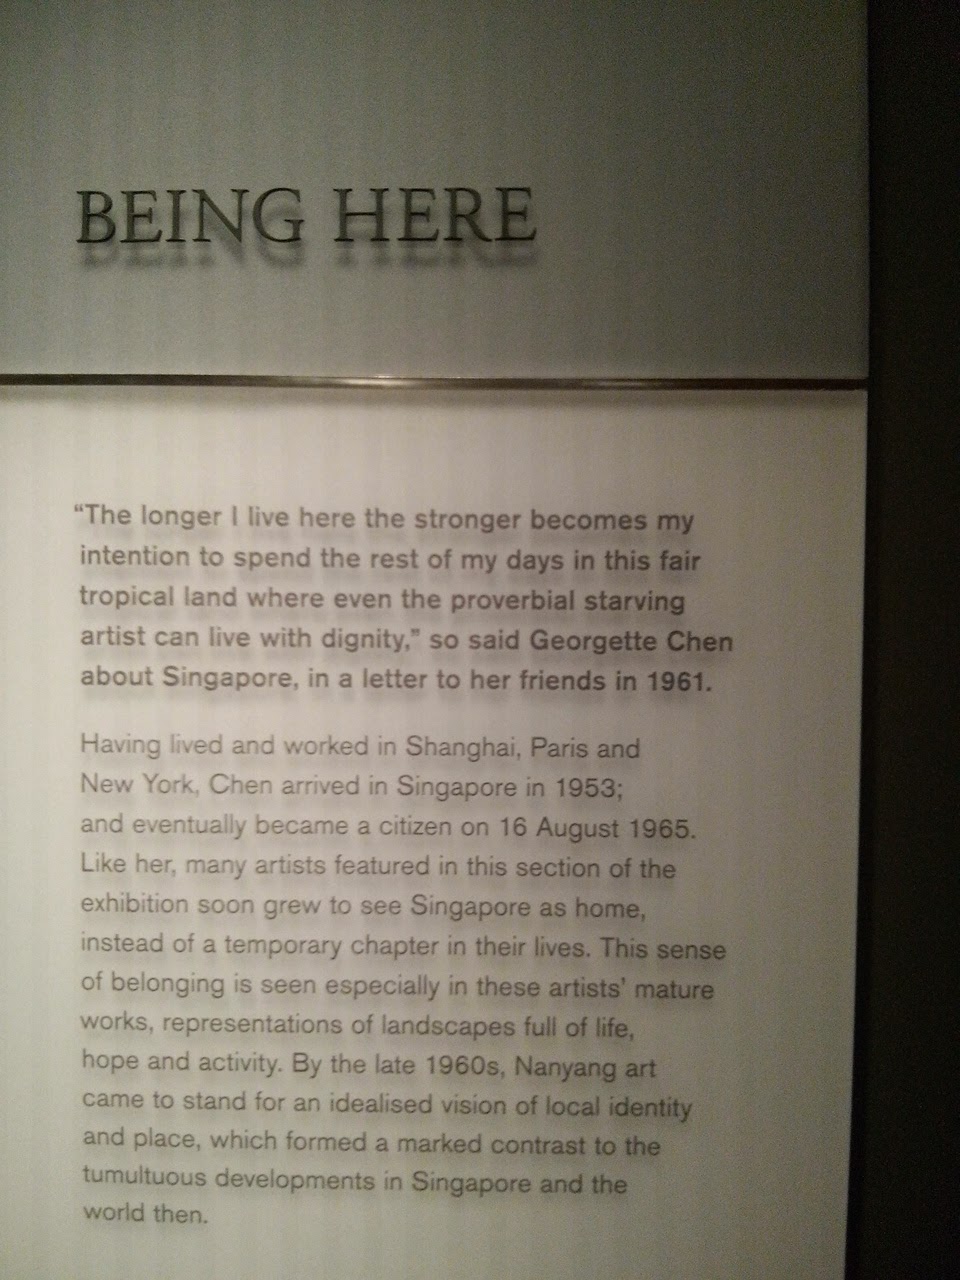 BEING HERE
“The longer I live here the stronger becomes my
intention to spend the rest of my days in this fair
tropical land where even the proverbial starving
artist can live with dignity,” so said Georgette Chen
about Singapore, in a letter to her friends in 1961.
Having lived and worked in Shanghai, Paris and
New York, Chen arrived in Singapore in 1953;
and eventually became a citizen on 16 August 1965.
Like her, many artists featured in this section of the
exhibition soon grew to see Singapore as home,
instead of a temporary chapter in their lives. This sense
of belonging is seen especially in these artists’ mature
works, representations of landscapes full of life,
hope and activity. By the late 1960s, Nanyang art
came to stand for an idealised vision of local identity
and place, which formed a marked contrast to the
tumultuous developments in Singapore and the
world then.